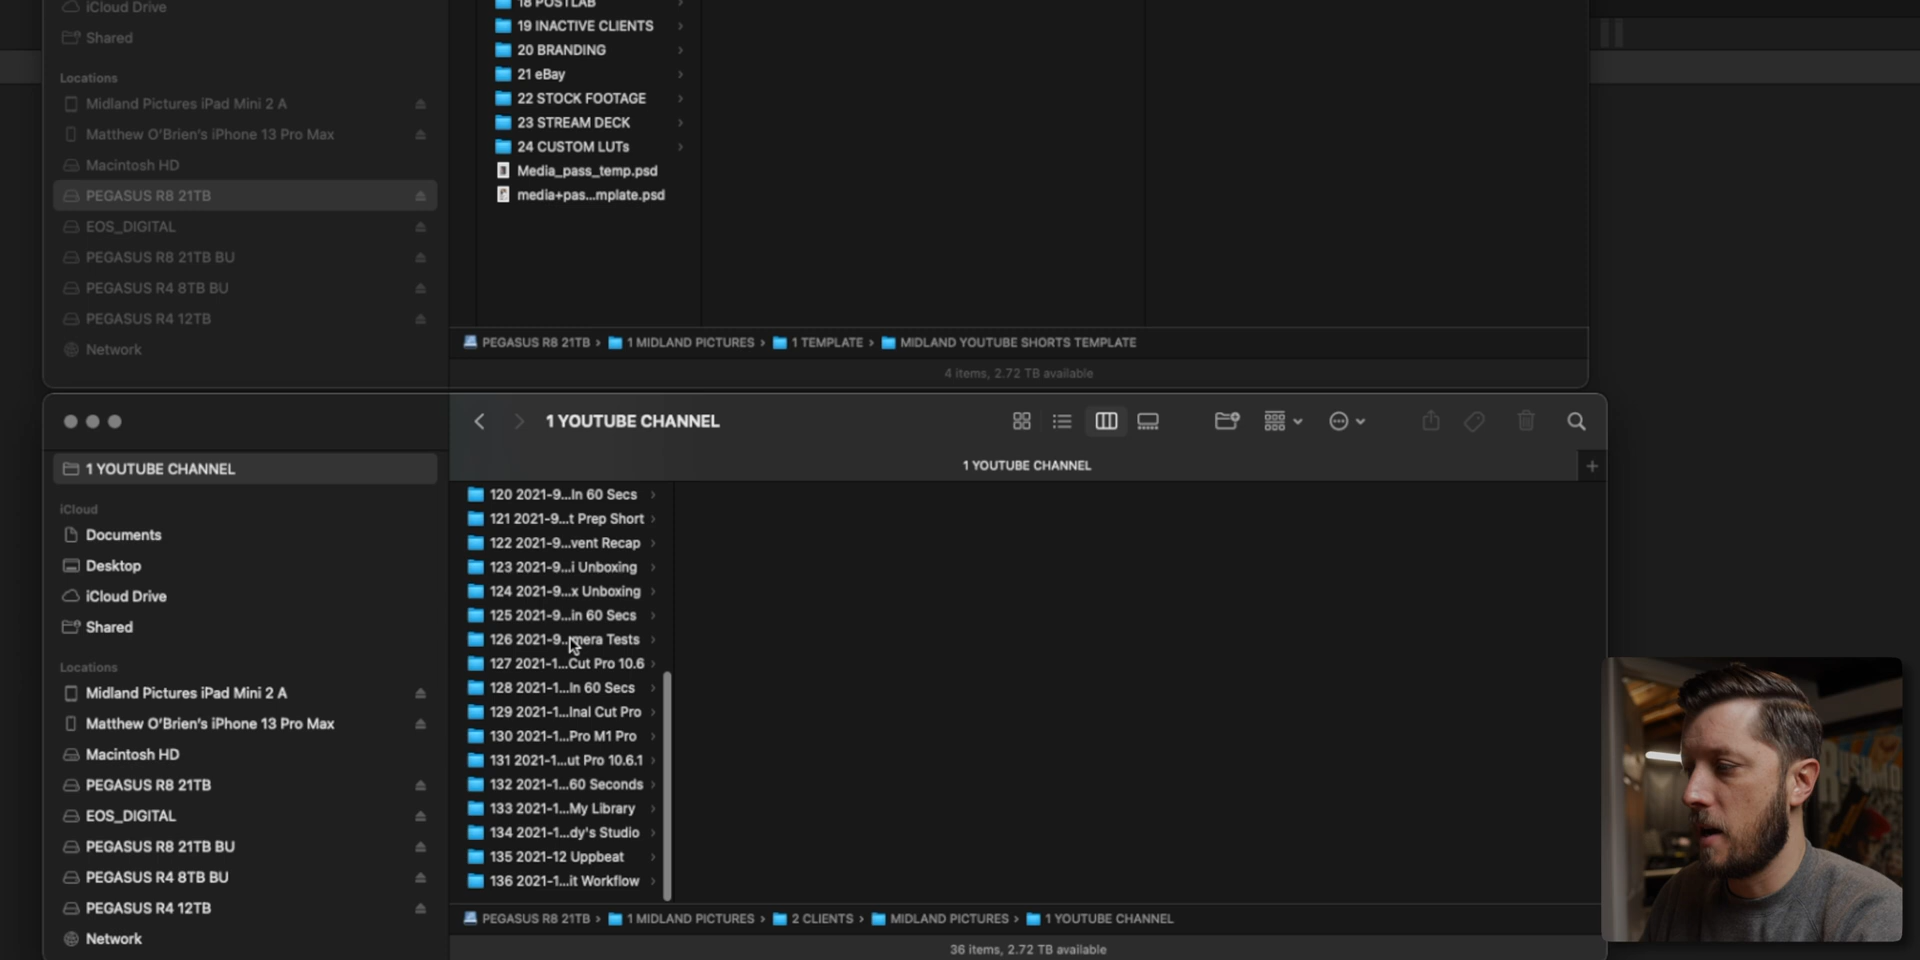 iCloud Drive
Shared
Locations
Midland Pictures iPad Mini 2 A
Matthew O'Brien's iPhone 13 Pro Max
Macintosh HD
PEGASUS R8 21TB
EOS_DIGITAL
PEGASUS R8 21TB BU
PEGASUS R4 8TB BU
PEGASUS R4 12TB
Network
18 POSTLAB
19 INACTIVE CLIENTS
20 BRANDING
21 eBay
22 STOCK FOOTAGE
23 STREAM DECK
24 CUSTOM LUTs
Media_pass_temp.psd
media+pas...mplate.psd
PEGASUS R8 21TB › 1 MIDLAND PICTURES › 1 TEMPLATE › MIDLAND YOUTUBE SHORTS TEMPLATE
4 items, 2.72 TB available
1 YOUTUBE CHANNEL
1 YOUTUBE CHANNEL
1 YOUTUBE CHANNEL
iCloud
Documents
Desktop
iCloud Drive
Shared
Locations
Midland Pictures iPad Mini 2 A
Matthew O'Brien's iPhone 13 Pro Max
Macintosh HD
PEGASUS R8 21TB
EOS_DIGITAL
PEGASUS R8 21TB BU
PEGASUS R4 8TB BU
PEGASUS R4 12TB
Network
120 2021-9...In 60 Secs
121 2021-9...t Prep Short
122 2021-9...vent Recap
123 2021-9...i Unboxing
124 2021-9...x Unboxing
125 2021-9...in 60 Secs
126 2021-9...mera Tests
127 2021-1...Cut Pro 10.6
128 2021-1...In 60 Secs
129 2021-1...inal Cut Pro
130 2021-1...Pro M1 Pro
131 2021-1...ut Pro 10.6.1
132 2021-1...60 Seconds
133 2021-1...My Library
134 2021-1...dy's Studio
135 2021-12 Uppbeat
136 2021-1...it Workflow
PEGASUS R8 21TB › 1 MIDLAND PICTURES › 2 CLIENTS › MIDLAND PICTURES › 1 YOUTUBE CHANNEL
36 items, 2.72 TB available